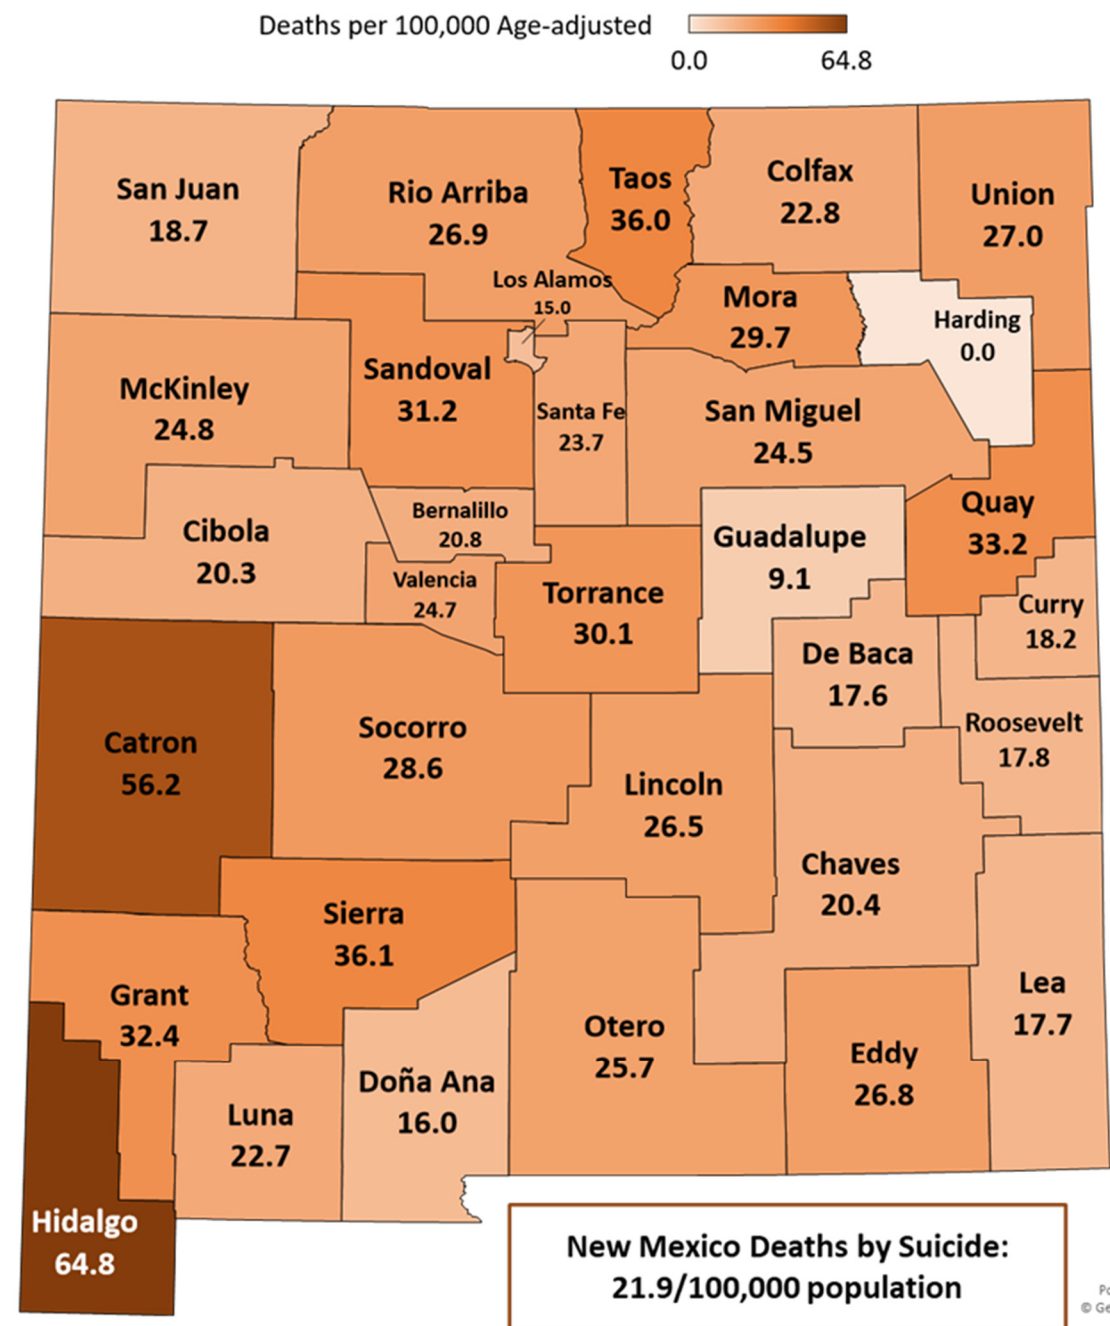 Deaths per 100,000 Age-adjusted
0.0 64.8
San Juan
18.7
Rio Arriba
26.9
Taos
36.0
Colfax
22.8
Union
27.0
Los Alamos
15.0
Mora
29.7
Harding
0.0
McKinley
24.8
Sandoval
31.2
Santa Fe
23.7
San Miguel
24.5
Quay
33.2
Cibola
20.3
Bernalillo
20.8
Valencia
24.7
Torrance
30.1
Guadalupe
9.1
Curry
18.2
De Baca
17.6
Roosevelt
17.8
Catron
56.2
Socorro
28.6
Lincoln
26.5
Chaves
20.4
Sierra
36.1
Grant
32.4
Lea
17.7
Otero
25.7
Eddy
26.8
Doña Ana
16.0
Luna
22.7
Hidalgo
64.8
New Mexico Deaths by Suicide:
21.9/100,000 population
Po
© Ge